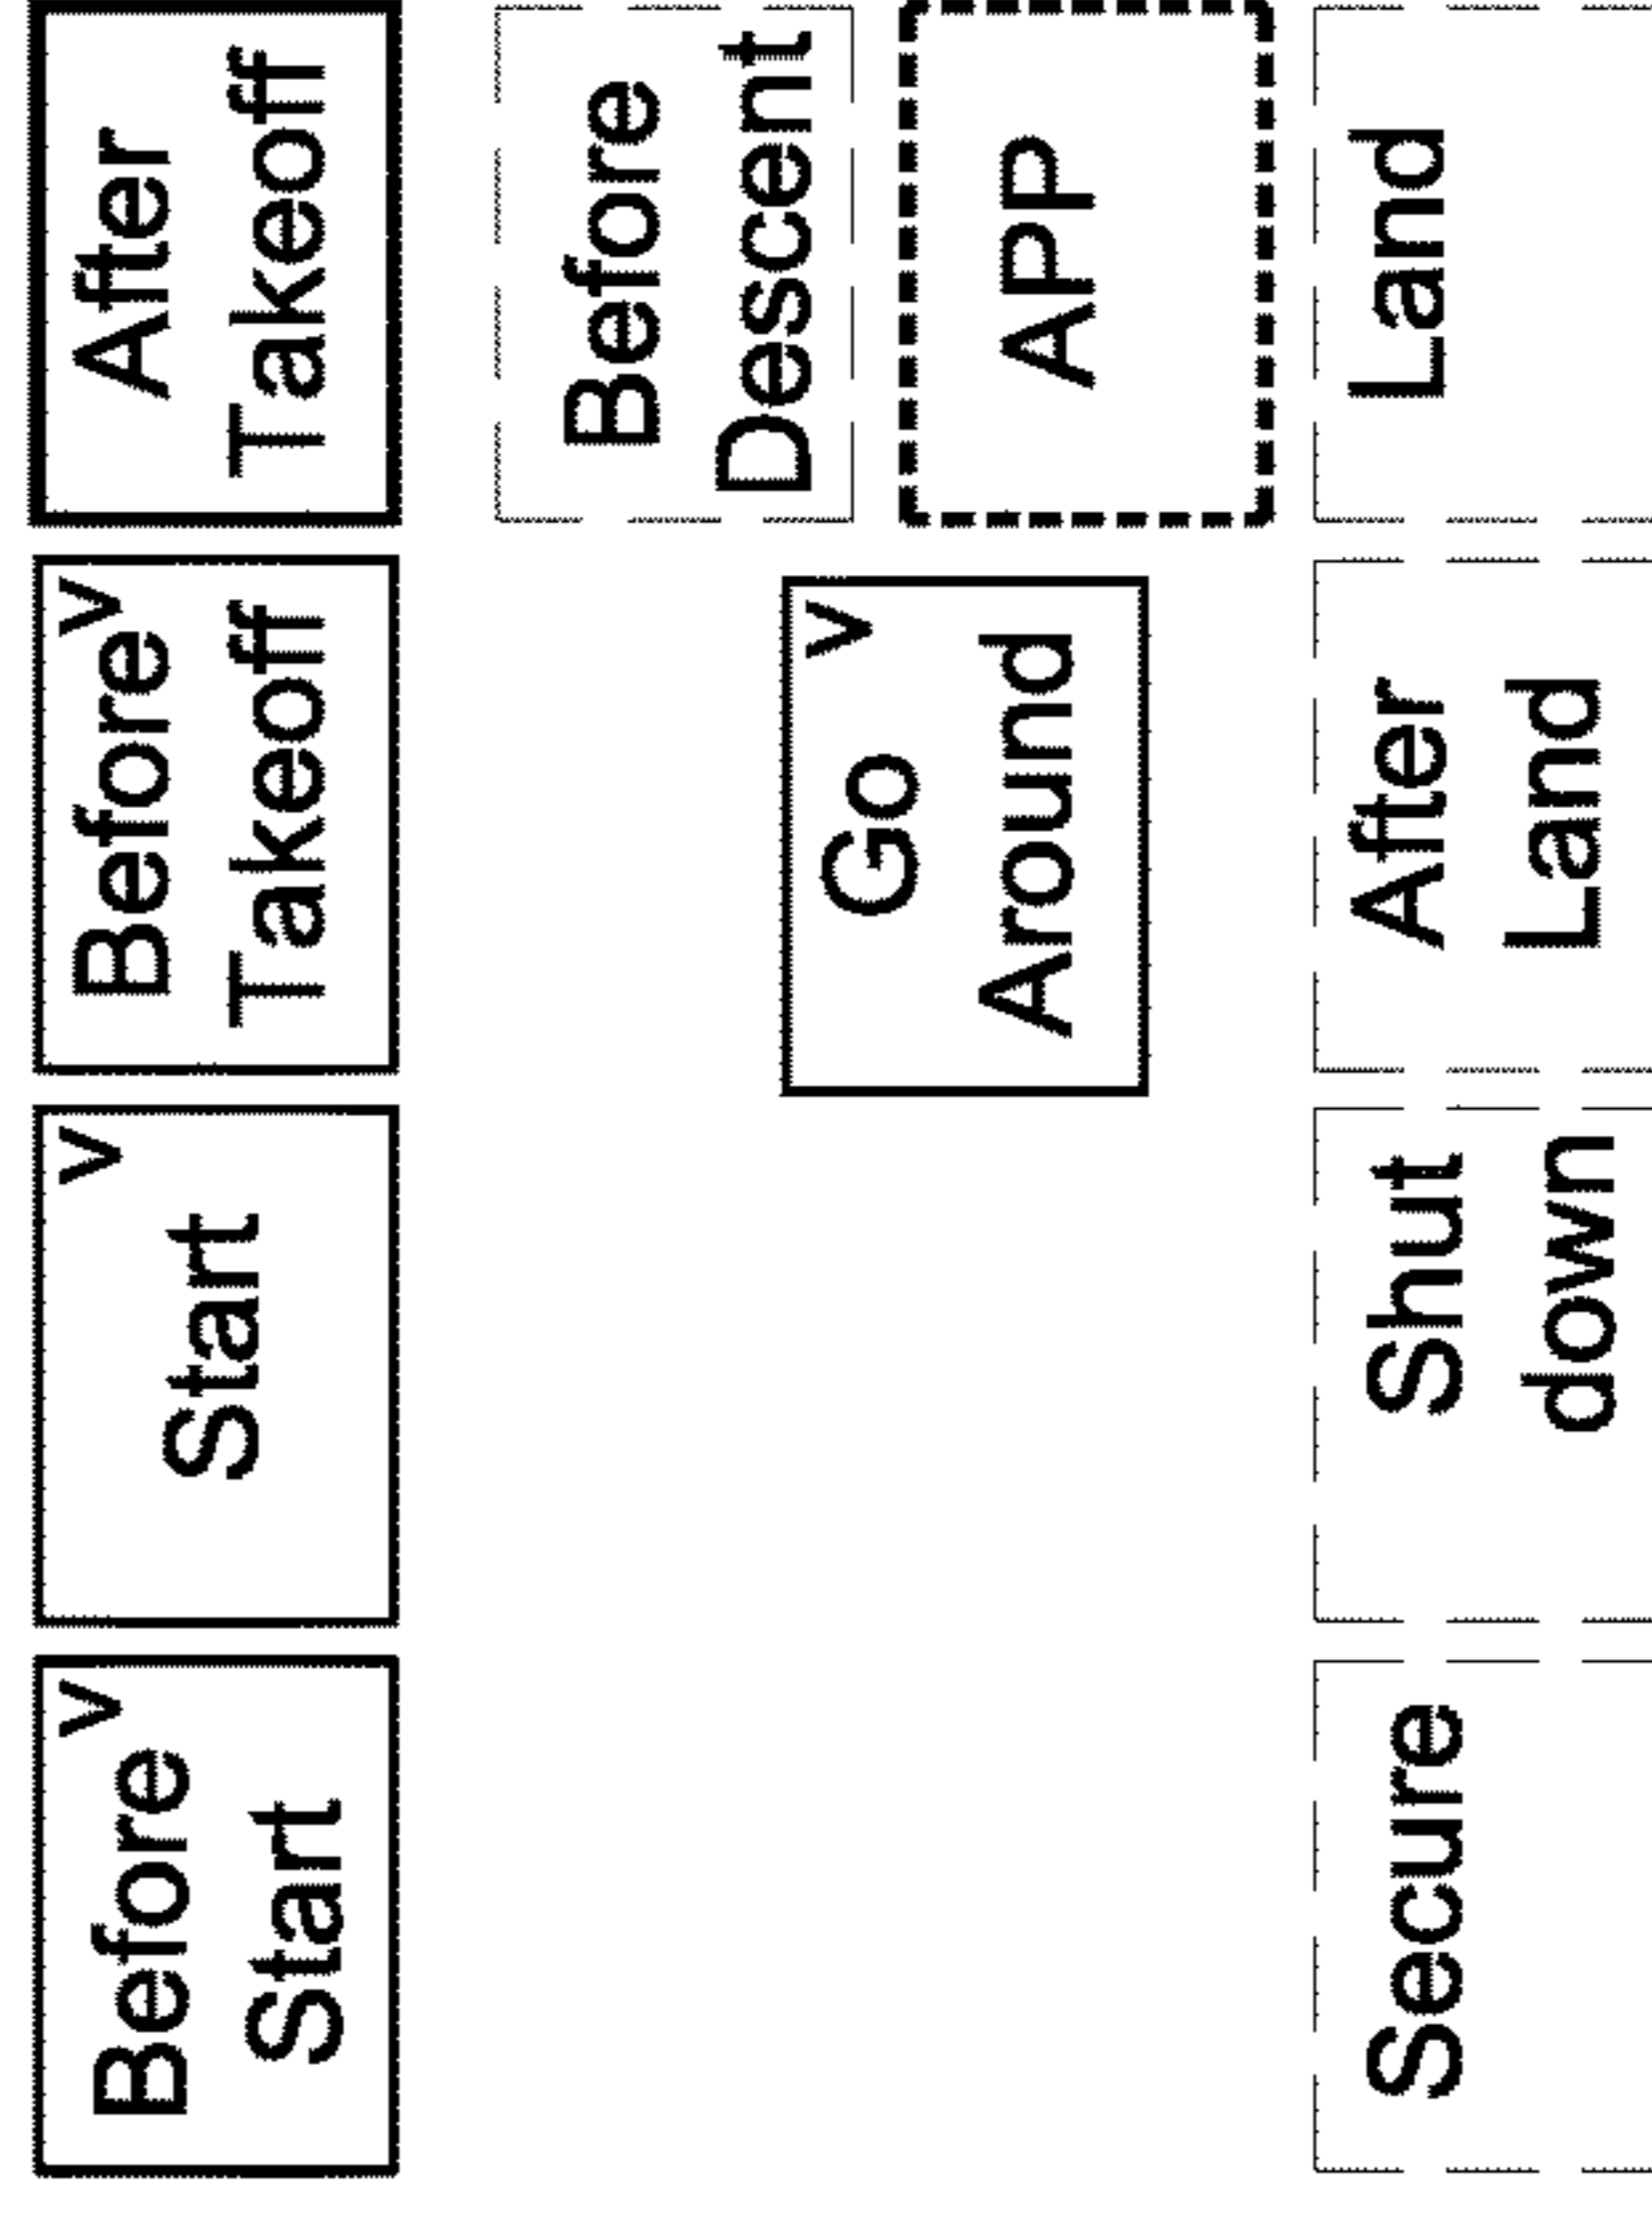 v
Before
Start
v
Start
v
Before
Takeoff
After
Takeoff
Before
Descent
v
Go
Around
APP
Secure
Shut
down
After
Land
Land